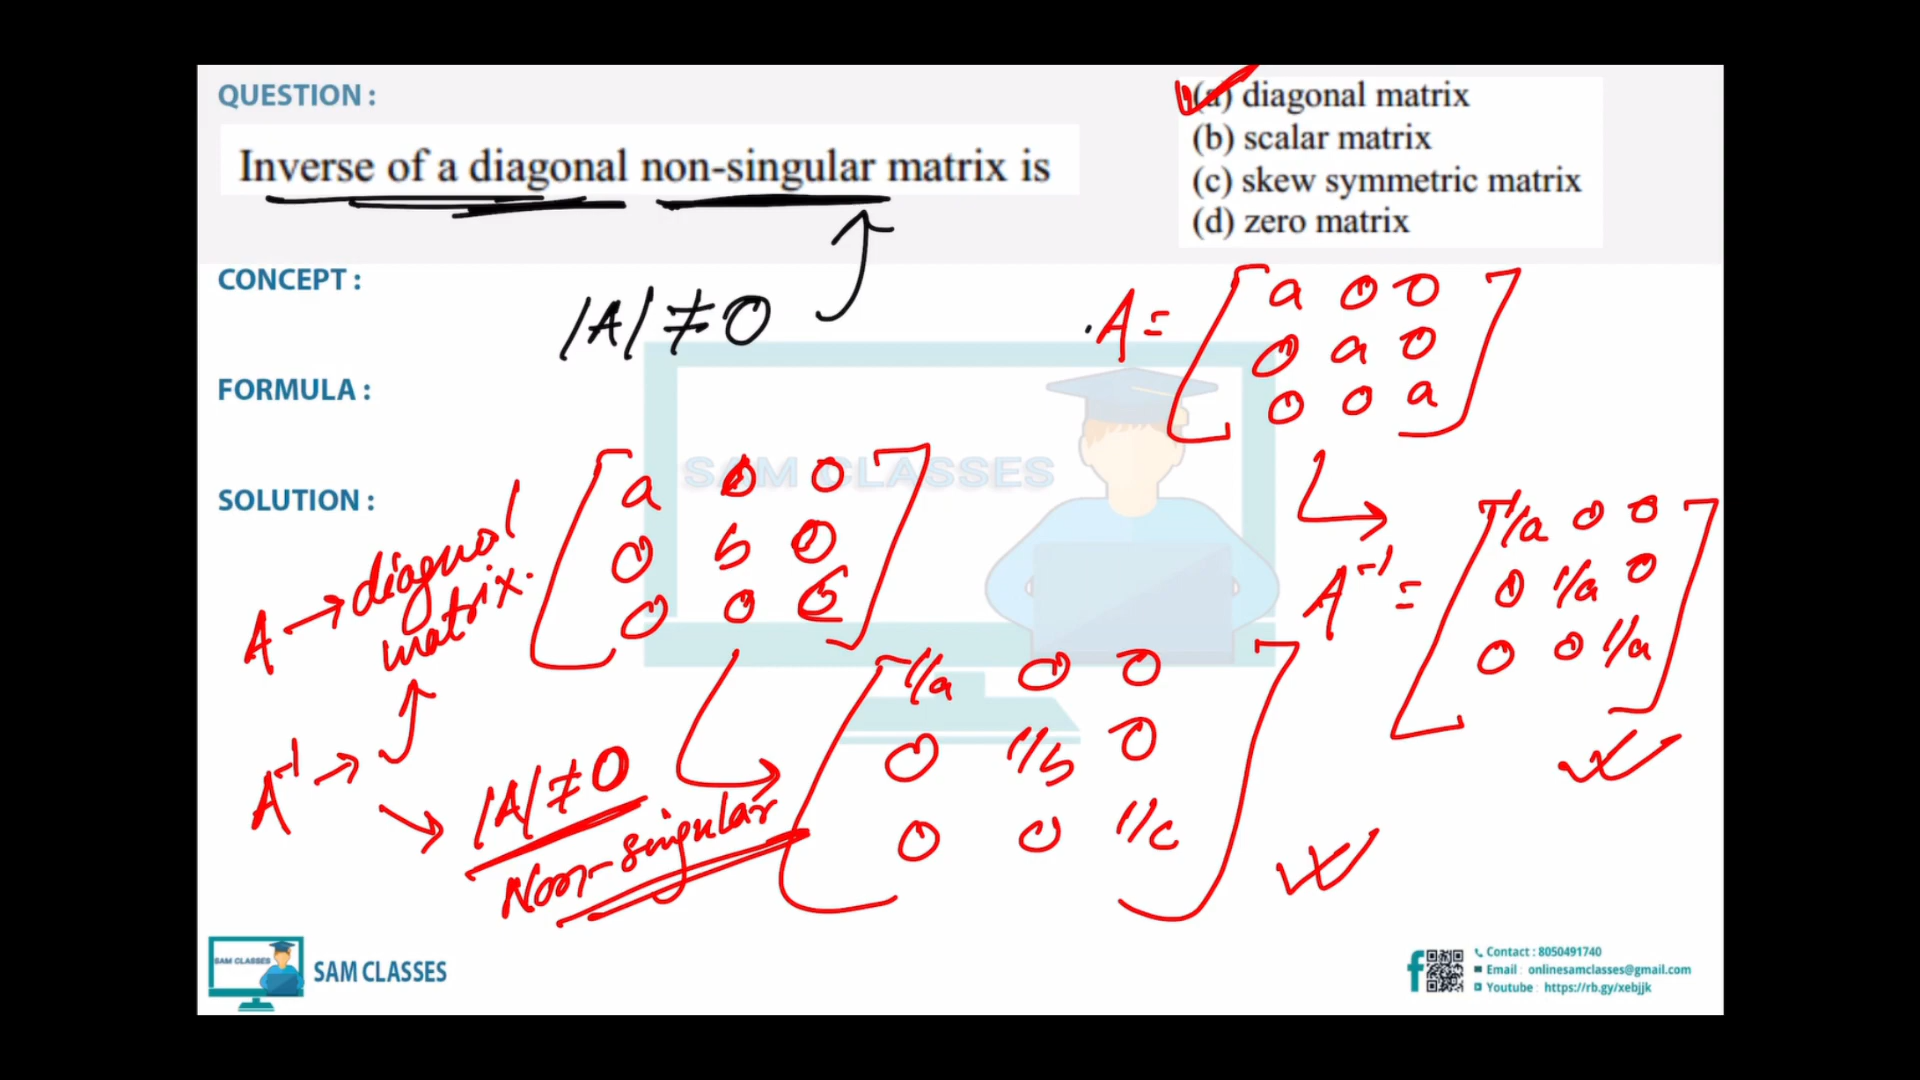 QUESTION :
Inverse of a diagonal non-singular matrix is
(a) diagonal matrix
(b) scalar matrix
(c) skew symmetric matrix
(d) zero matrix
CONCEPT :
|A| ≠ 0
A = [a 0 0
0 a 0
0 0 a]
FORMULA :
SAM CLASSES
SOLUTION :
A → diagnol matrix.
[a 0 0
0 b 0
0 0 c]
A⁻¹ = [1/a 0 0
0 1/a 0
0 0 1/a]
A⁻¹ →
|A| ≠ 0
Non-singular
[1/a 0 0
0 1/b 0
0 0 1/c]
SAM CLASSES
SAM CLASSES
Contact : 8050491740
Email : onlinesamclasses@gmail.com
Youtube : https://rb.gy/xebjjk